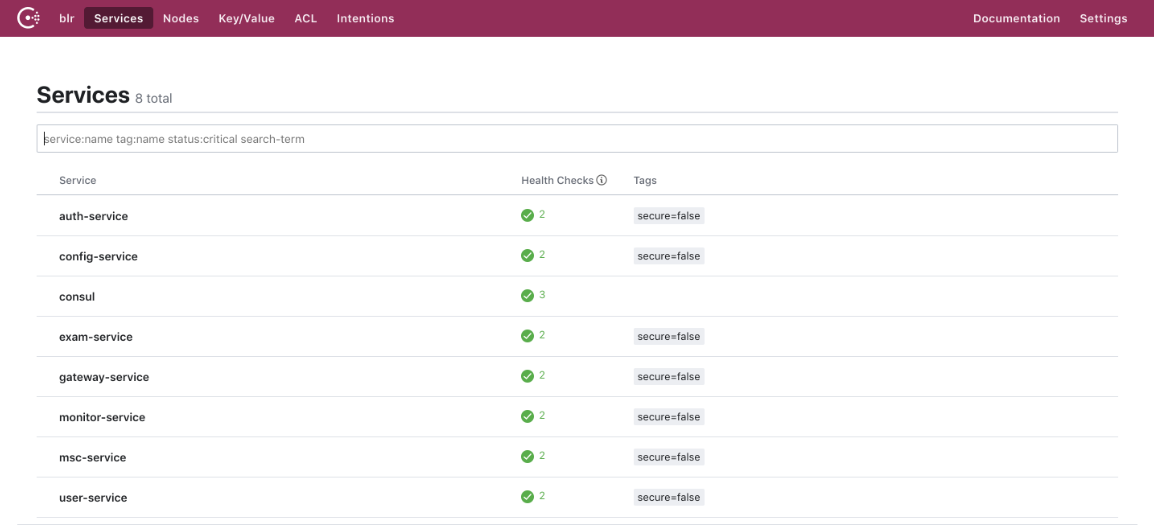 blr Services Nodes Key/Value ACL Intentions Documentation Settings
Services 8 total
service:name tag:name status:critical search-term
Service Health Checks Tags
auth-service 2 secure=false
config-service 2 secure=false
consul 3
exam-service 2 secure=false
gateway-service 2 secure=false
monitor-service 2 secure=false
msc-service 2 secure=false
user-service 2 secure=false